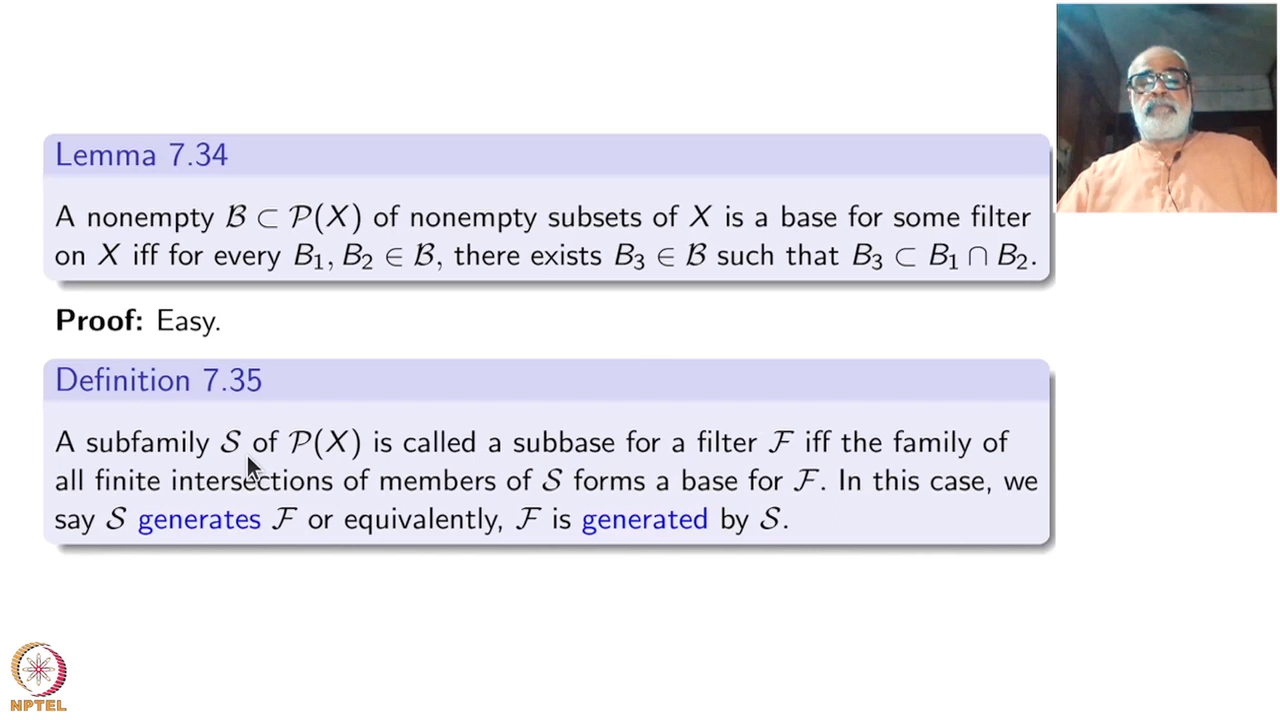 Lemma 7.34
A nonempty ℬ ⊂ 𝒫(X) of nonempty subsets of X is a base for some filter
on X iff for every B₁, B₂ ∈ ℬ, there exists B₃ ∈ ℬ such that B₃ ⊂ B₁ ∩ B₂.
Proof: Easy.
Definition 7.35
A subfamily 𝒮 of 𝒫(X) is called a subbase for a filter ℱ iff the family of
all finite intersections of members of 𝒮 forms a base for ℱ. In this case, we
say 𝒮 generates ℱ or equivalently, ℱ is generated by 𝒮.
NPTEL